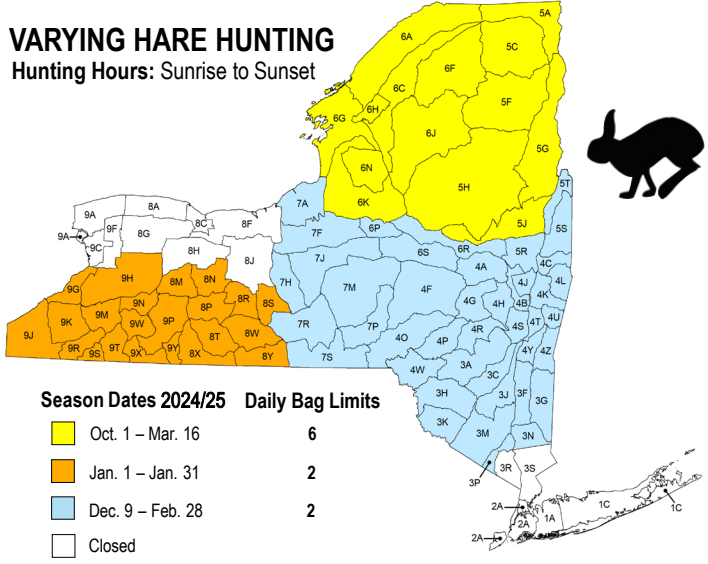 VARYING HARE HUNTING
Hunting Hours: Sunrise to Sunset
5A
6A
5C
6F
6C
5F
6H
6G
6J
5G
6N
5H
6K
5T
7A
5J
5S
9A
8A
8C
8F
9F
9A
8G
7F
6P
9C
8H
8J
7J
6S
6R
5R
4C
4A
9G
9H
8M
8N
7H
7M
4F
4J
4L
8R
8S
4G
4H
4B
4K
9N
8P
9M
9K
9W
9P
7R
7P
4R
4S
4T
4U
9J
8T
8W
4O
4P
9R
9S
9T
9X
9Y
8X
8Y
7S
4Y
4Z
4W
3A
3C
3H
3J
3F
3G
3K
3M
3N
3R
3S
3P
2A
2A
2A
1A
1C
1C
Season Dates 2024/25 Daily Bag Limits
Oct. 1 – Mar. 16 6
Jan. 1 – Jan. 31 2
Dec. 9 – Feb. 28 2
Closed